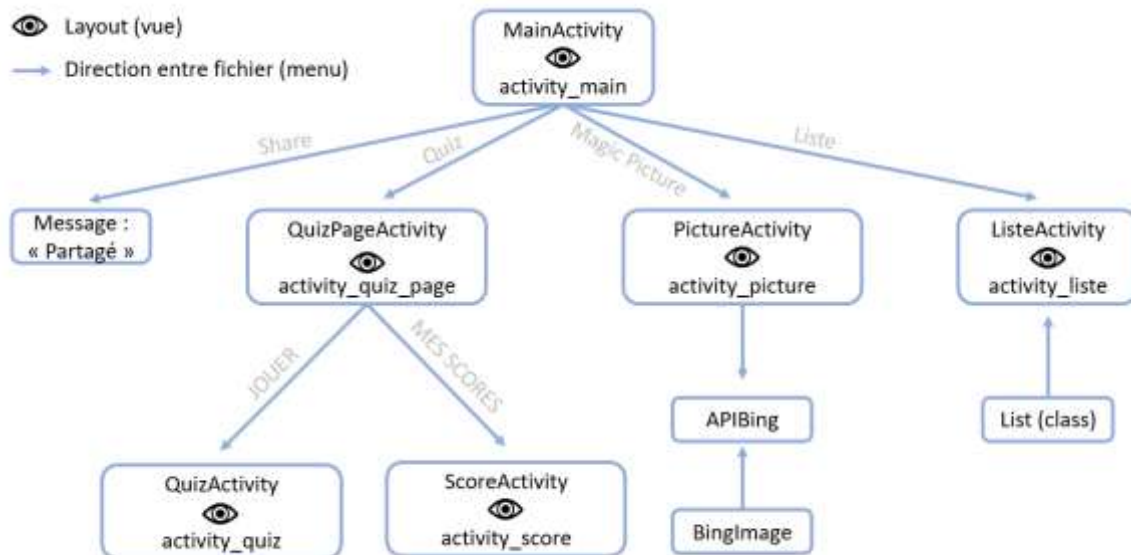 Layout (vue)
Direction entre fichier (menu)
MainActivity
activity_main
Share
Quiz
Magic Picture
Liste
Message :
« Partagé »
QuizPageActivity
activity_quiz_page
PictureActivity
activity_picture
ListeActivity
activity_liste
JOUER
MES SCORES
APIBing
List (class)
QuizActivity
activity_quiz
ScoreActivity
activity_score
BingImage